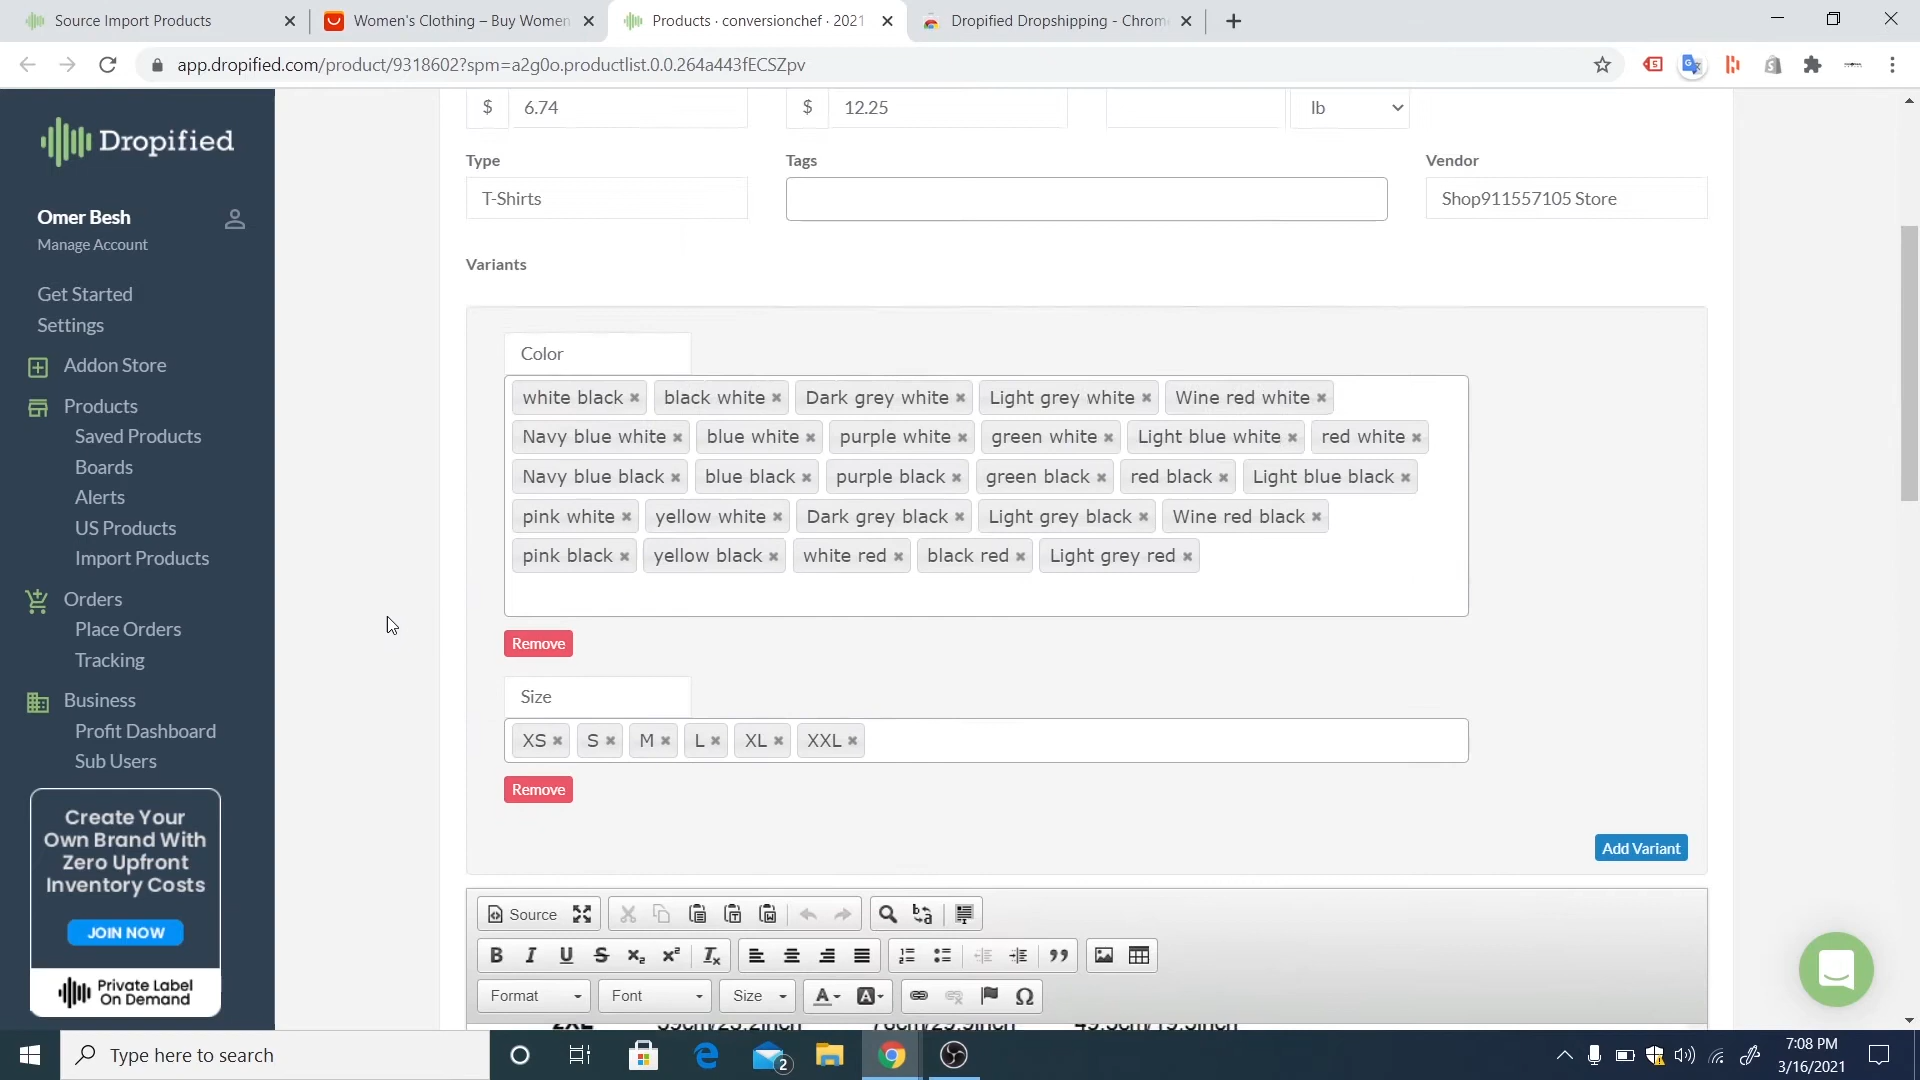 Source Import Products
Women's Clothing – Buy Women
Products · conversionchef · 2021
Dropified Dropshipping - Chrom
app.dropified.com/product/9318602?spm=a2g0o.productlist.0.0.264a443fECSZpv
Dropified
Omer Besh
Manage Account
Get Started
Settings
Addon Store
Products
Saved Products
Boards
Alerts
US Products
Import Products
Orders
Place Orders
Tracking
Business
Profit Dashboard
Sub Users
Create Your
Own Brand With
Zero Upfront
Inventory Costs
JOIN NOW
Private Label
On Demand
$ 6.74 $ 12.25 lb
Type Tags Vendor
T-Shirts Shop911557105 Store
Variants
Color
white black black white Dark grey white Light grey white Wine red white
Navy blue white blue white purple white green white Light blue white red white
Navy blue black blue black purple black green black red black Light blue black
pink white yellow white Dark grey black Light grey black Wine red black
pink black yellow black white red black red Light grey red
Remove
Size
XS S M L XL XXL
Remove
Add Variant
Source
B I U S x₂ x² Ix
Format Font Size A A Ω
Type here to search
2
7:08 PM
3/16/2021